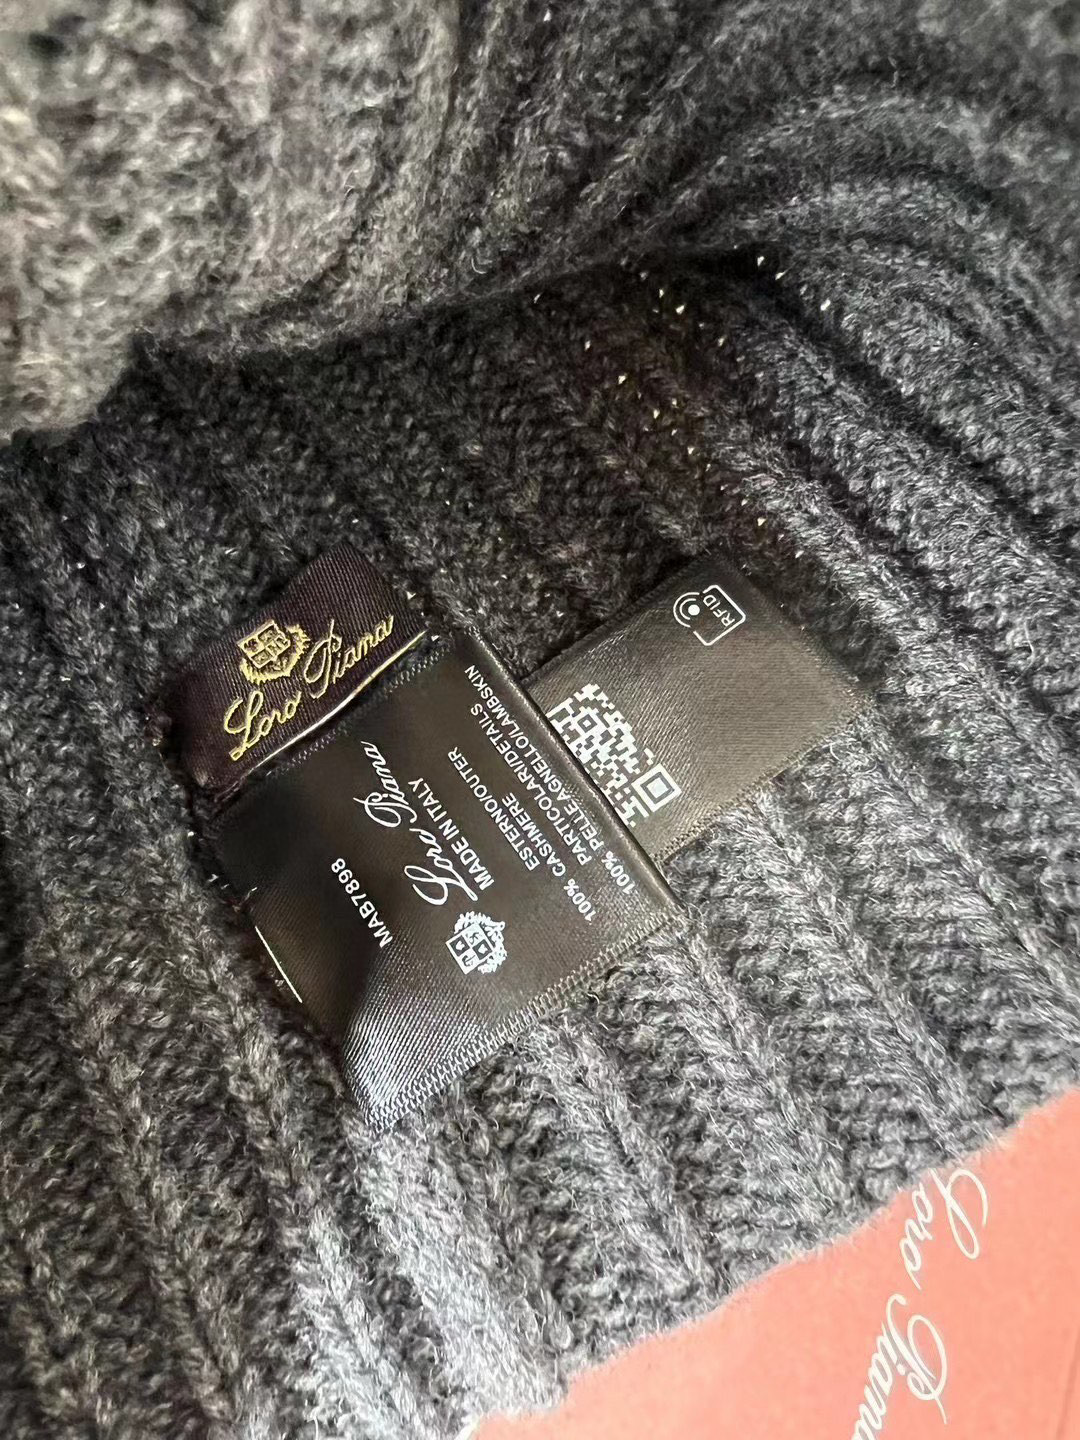 Loro Piana
MAB7898
Loro Piana
MADE IN ITALY
ESTERNO/OUTER
100% CASHMERE
PARTICOLARI/DETAILS
100% PELLE AGNELLO/LAMBSKIN
RFID
Loro Piana